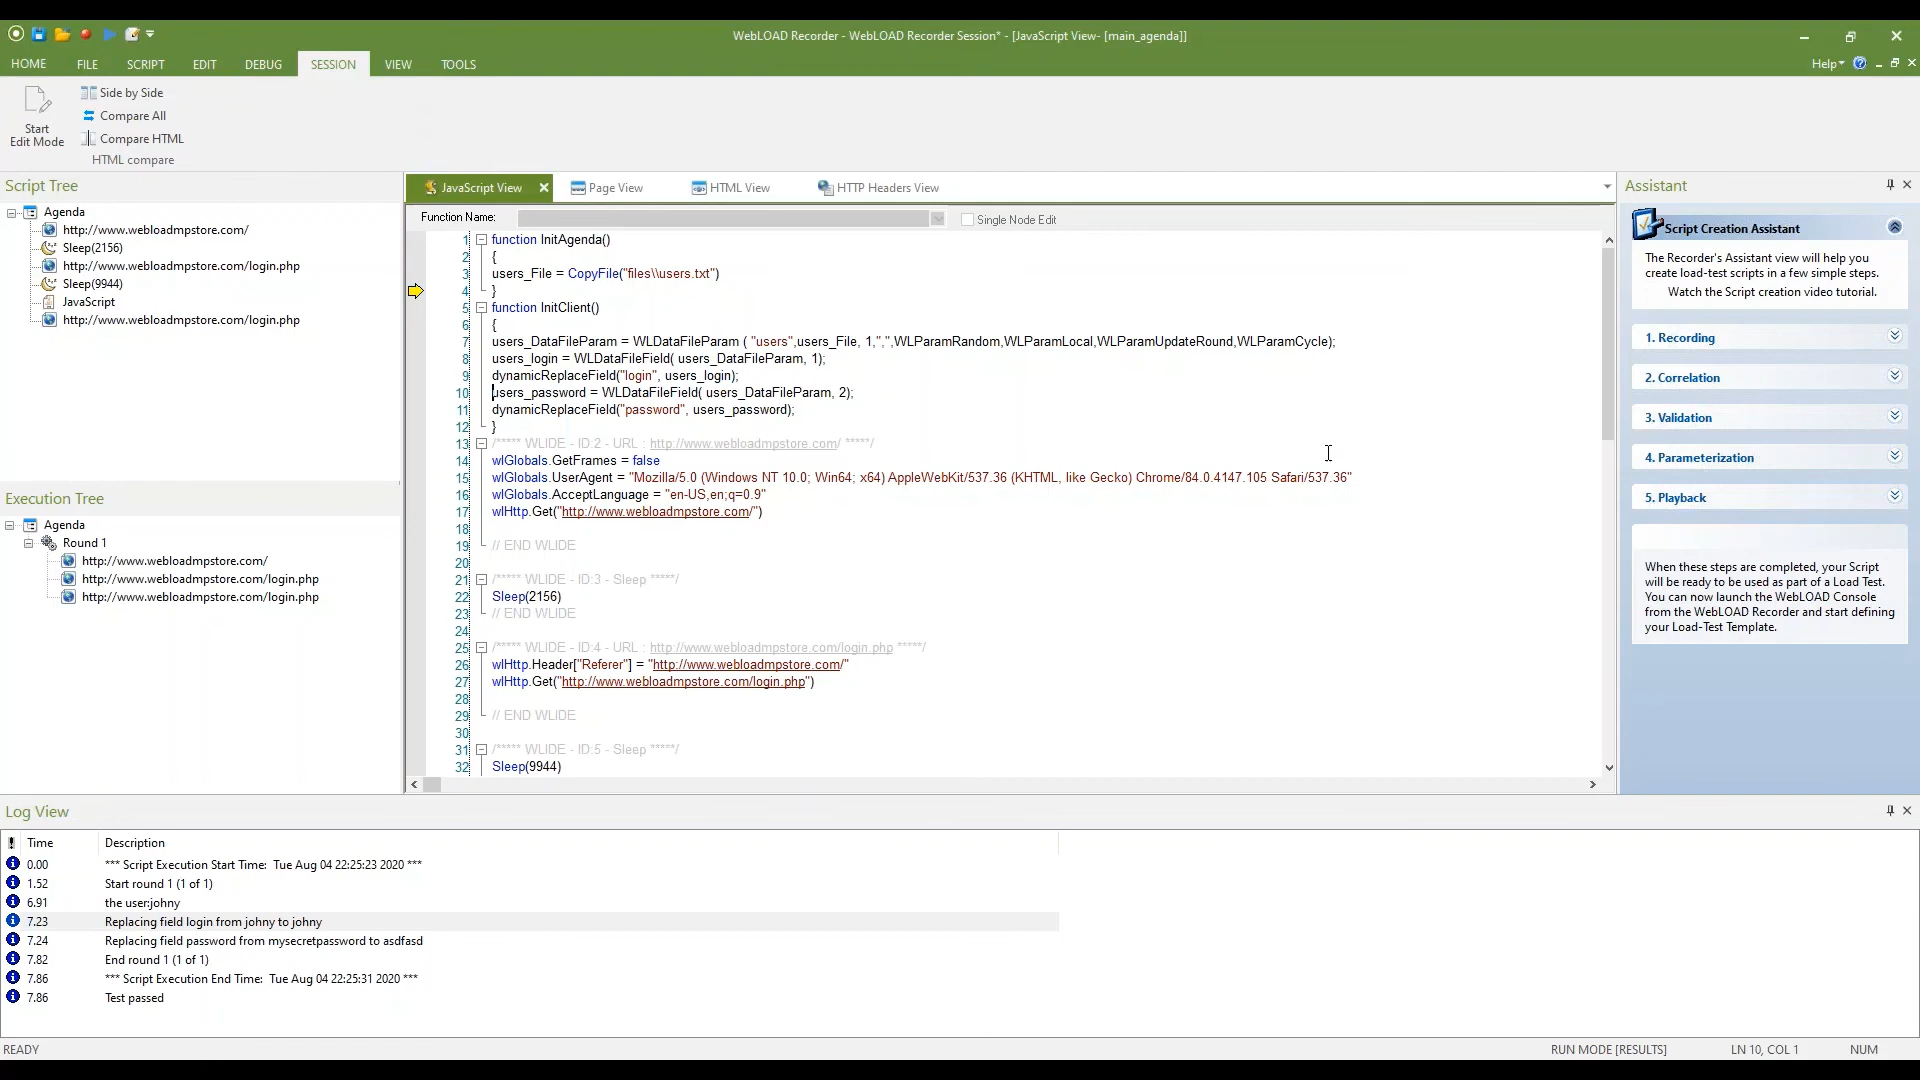 WebLOAD Recorder - WebLOAD Recorder Session* - [JavaScript View- [main_agenda]]
HOME FILE SCRIPT EDIT DEBUG SESSION VIEW TOOLS Help
Start
Edit Mode
Side by Side
Compare All
Compare HTML
HTML compare
Script Tree
Agenda
http://www.webloadmpstore.com/
Sleep(2156)
http://www.webloadmpstore.com/login.php
Sleep(9944)
JavaScript
http://www.webloadmpstore.com/login.php
Execution Tree
Agenda
Round 1
http://www.webloadmpstore.com/
http://www.webloadmpstore.com/login.php
http://www.webloadmpstore.com/login.php
JavaScript View Page View HTML View HTTP Headers View
Function Name: Single Node Edit
1 function InitAgenda()
2 {
3 users_File = CopyFile("files\\users.txt")
4 }
5 function InitClient()
6 {
7 users_DataFileParam = WLDataFileParam ( "users",users_File, 1,",",WLParamRandom,WLParamLocal,WLParamUpdateRound,WLParamCycle);
8 users_login = WLDataFileField( users_DataFileParam, 1);
9 dynamicReplaceField("login", users_login);
10 users_password = WLDataFileField( users_DataFileParam, 2);
11 dynamicReplaceField("password", users_password);
12 }
13 /***** WLIDE - ID:2 - URL : http://www.webloadmpstore.com/ *****/
14 wlGlobals.GetFrames = false
15 wlGlobals.UserAgent = "Mozilla/5.0 (Windows NT 10.0; Win64; x64) AppleWebKit/537.36 (KHTML, like Gecko) Chrome/84.0.4147.105 Safari/537.36"
16 wlGlobals.AcceptLanguage = "en-US,en;q=0.9"
17 wlHttp.Get("http://www.webloadmpstore.com/")
18
19 // END WLIDE
20
21 /***** WLIDE - ID:3 - Sleep *****/
22 Sleep(2156)
23 // END WLIDE
24
25 /***** WLIDE - ID:4 - URL : http://www.webloadmpstore.com/login.php *****/
26 wlHttp.Header["Referer"] = "http://www.webloadmpstore.com/"
27 wlHttp.Get("http://www.webloadmpstore.com/login.php")
28
29 // END WLIDE
30
31 /***** WLIDE - ID:5 - Sleep *****/
32 Sleep(9944)
Assistant
Script Creation Assistant
The Recorder's Assistant view will help you
create load-test scripts in a few simple steps.
Watch the Script creation video tutorial.
1. Recording
2. Correlation
3. Validation
4. Parameterization
5. Playback
When these steps are completed, your Script
will be ready to be used as part of a Load Test.
You can now launch the WebLOAD Console
from the WebLOAD Recorder and start defining
your Load-Test Template.
Log View
! Time Description
0.00 *** Script Execution Start Time: Tue Aug 04 22:25:23 2020 ***
1.52 Start round 1 (1 of 1)
6.91 the user:johny
7.23 Replacing field login from johny to johny
7.24 Replacing field password from mysecretpassword to asdfasd
7.82 End round 1 (1 of 1)
7.86 *** Script Execution End Time: Tue Aug 04 22:25:31 2020 ***
7.86 Test passed
READY RUN MODE [RESULTS] LN 10, COL 1 NUM